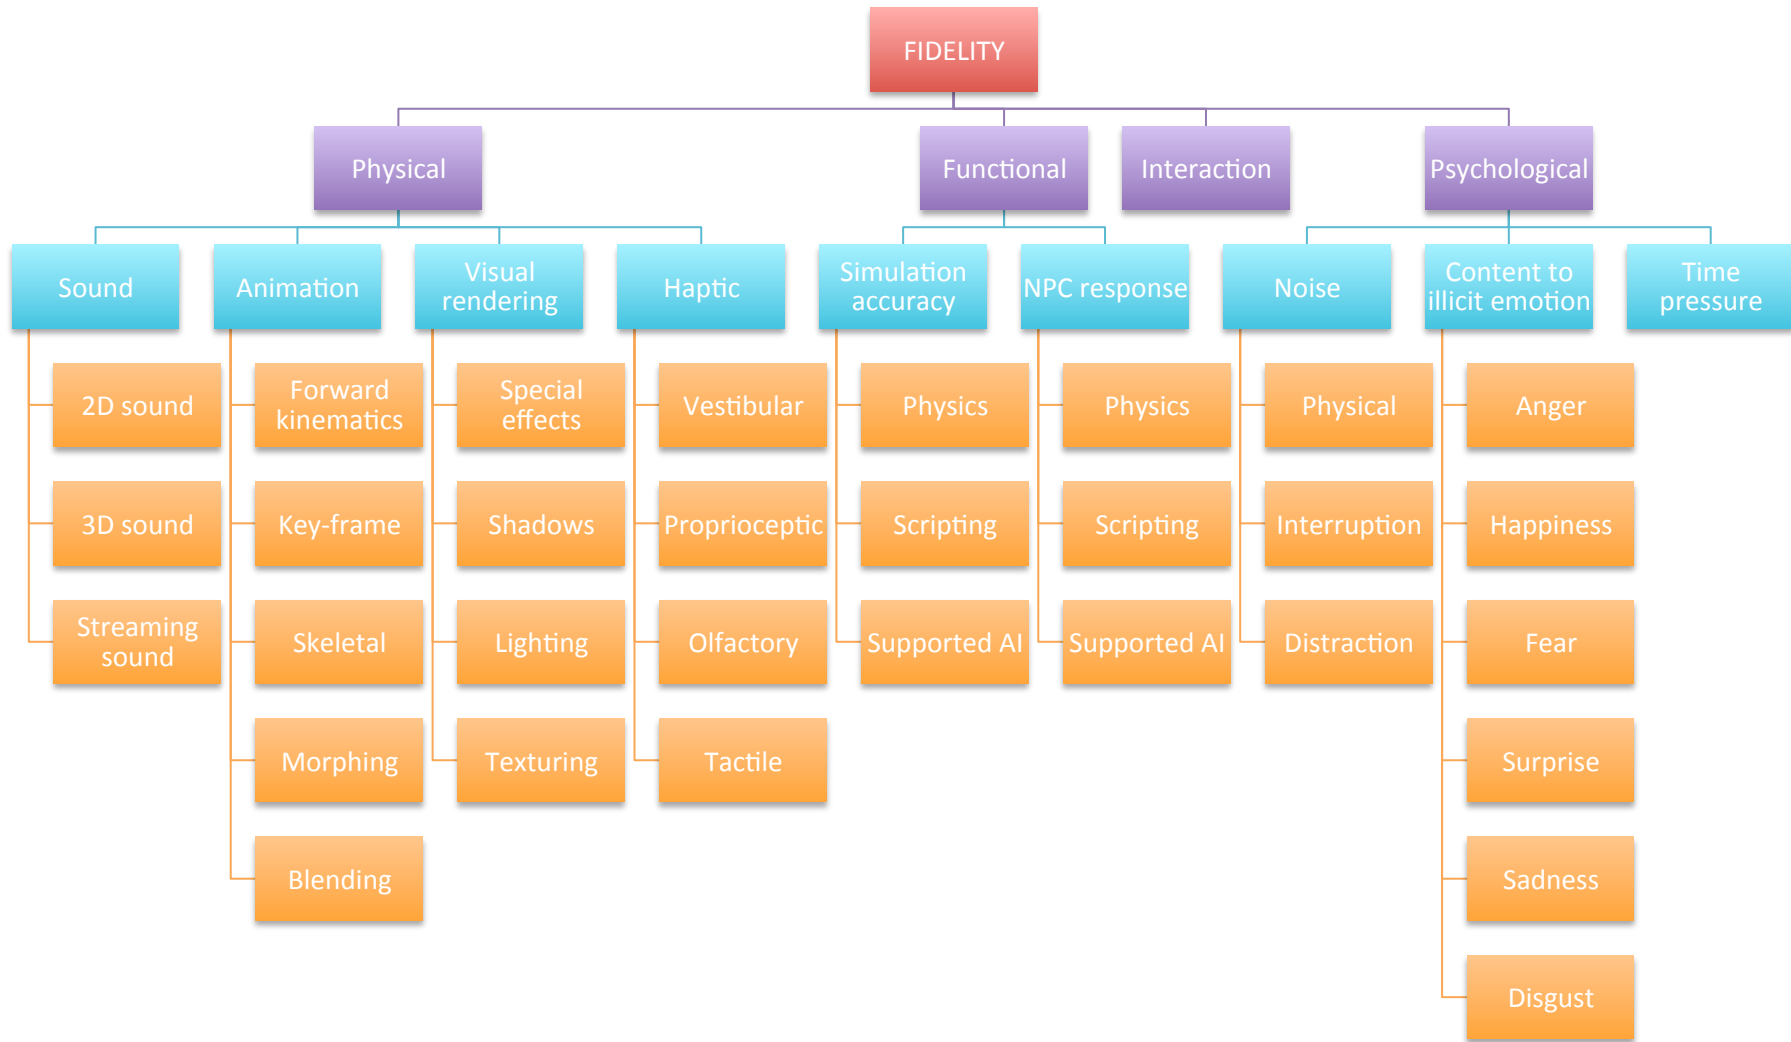 FIDELITY
Physical
Functional
Interaction
Psychological
Sound
Animation
Visual
rendering
Haptic
Simulation
accuracy
NPC response
Noise
Content to
illicit emotion
Time
pressure
2D sound
Forward
kinematics
Special
effects
Vestibular
Physics
Physics
Physical
Anger
3D sound
Key-frame
Shadows
Proprioceptic
Scripting
Scripting
Interruption
Happiness
Streaming
sound
Skeletal
Lighting
Olfactory
Supported AI
Supported AI
Distraction
Fear
Morphing
Texturing
Tactile
Surprise
Blending
Sadness
Disgust